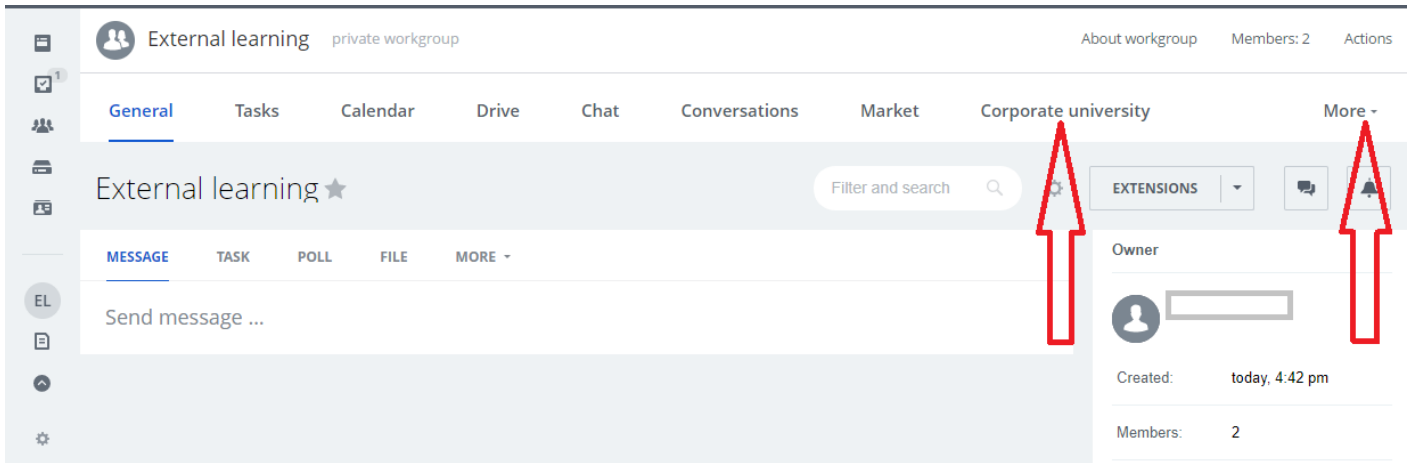 External learning private workgroup About workgroup Members: 2 Actions
1
General Tasks Calendar Drive Chat Conversations Market Corporate university More
External learning Filter and search EXTENSIONS
MESSAGE TASK POLL FILE MORE
Owner
EL
Send message ...
Created: today, 4:42 pm
Members: 2